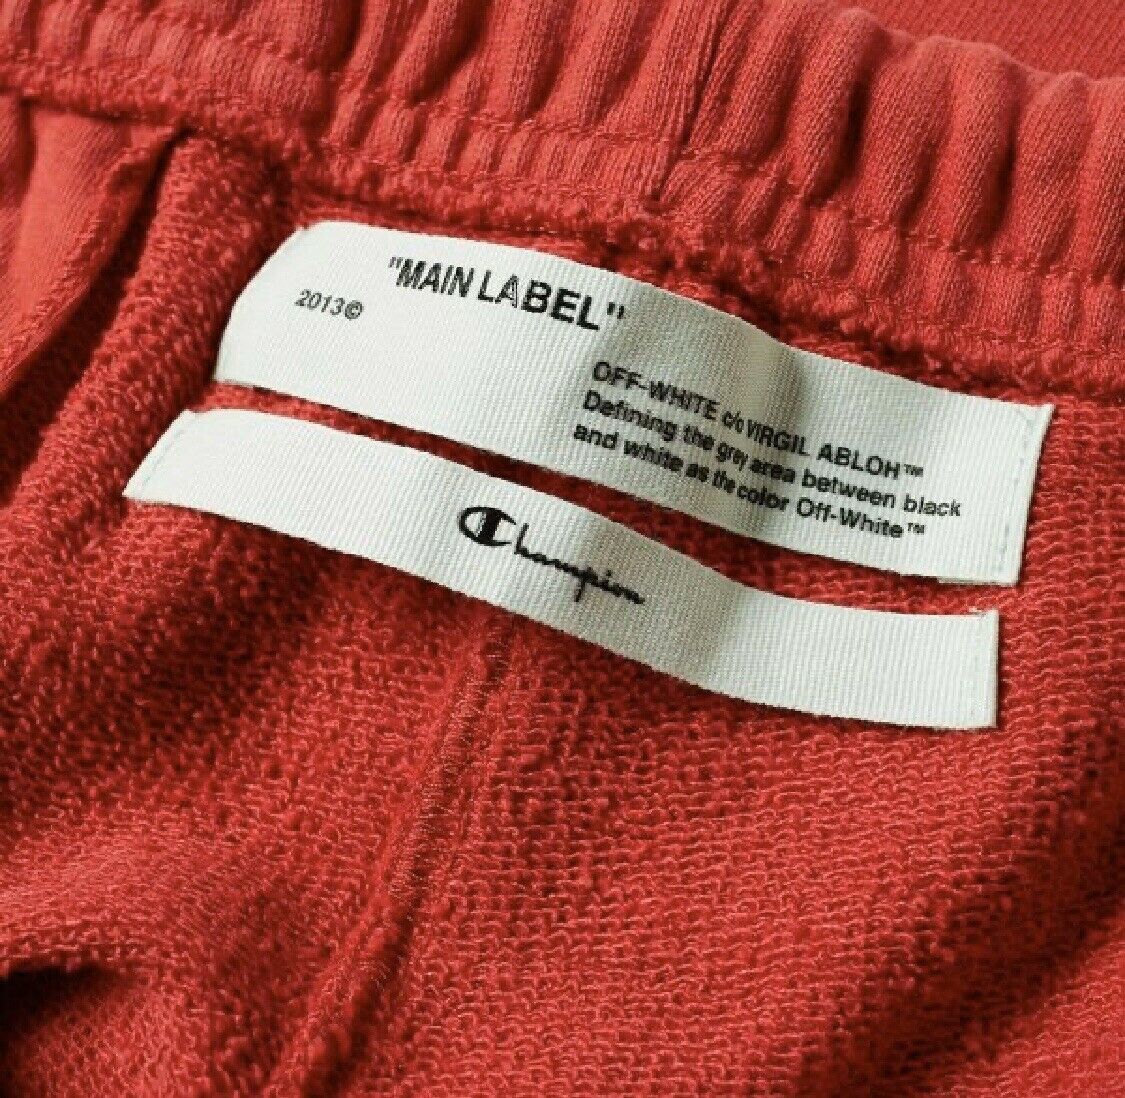 "MAIN LABEL"
2013©
OFF-WHITE c/o VIRGIL ABLOH™
Defining the grey area between black
and white as the color Off-White™
Champion